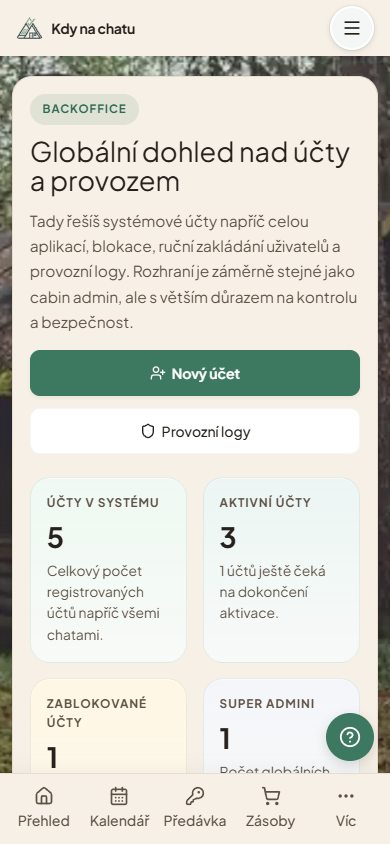 Kdy na chatu
BACKOFFICE
Globální dohled nad účty
a provozem
Tady řešíš systémové účty napříč celou
aplikací, blokace, ruční zakládání uživatelů a
provozní logy. Rozhraní je záměrně stejné jako
cabin admin, ale s větším důrazem na kontrolu
a bezpečnost.
Nový účet
Provozní logy
ÚČTY V SYSTÉMU
5
Celkový počet
registrovaných
účtů napříč všemi
chatami.
AKTIVNÍ ÚČTY
3
1 účtů ještě čeká
na dokončení
aktivace.
ZABLOKOVANÉ
ÚČTY
1
SUPER ADMINI
1
Počet globálních
Přehled
Kalendář
Předávka
Zásoby
Víc